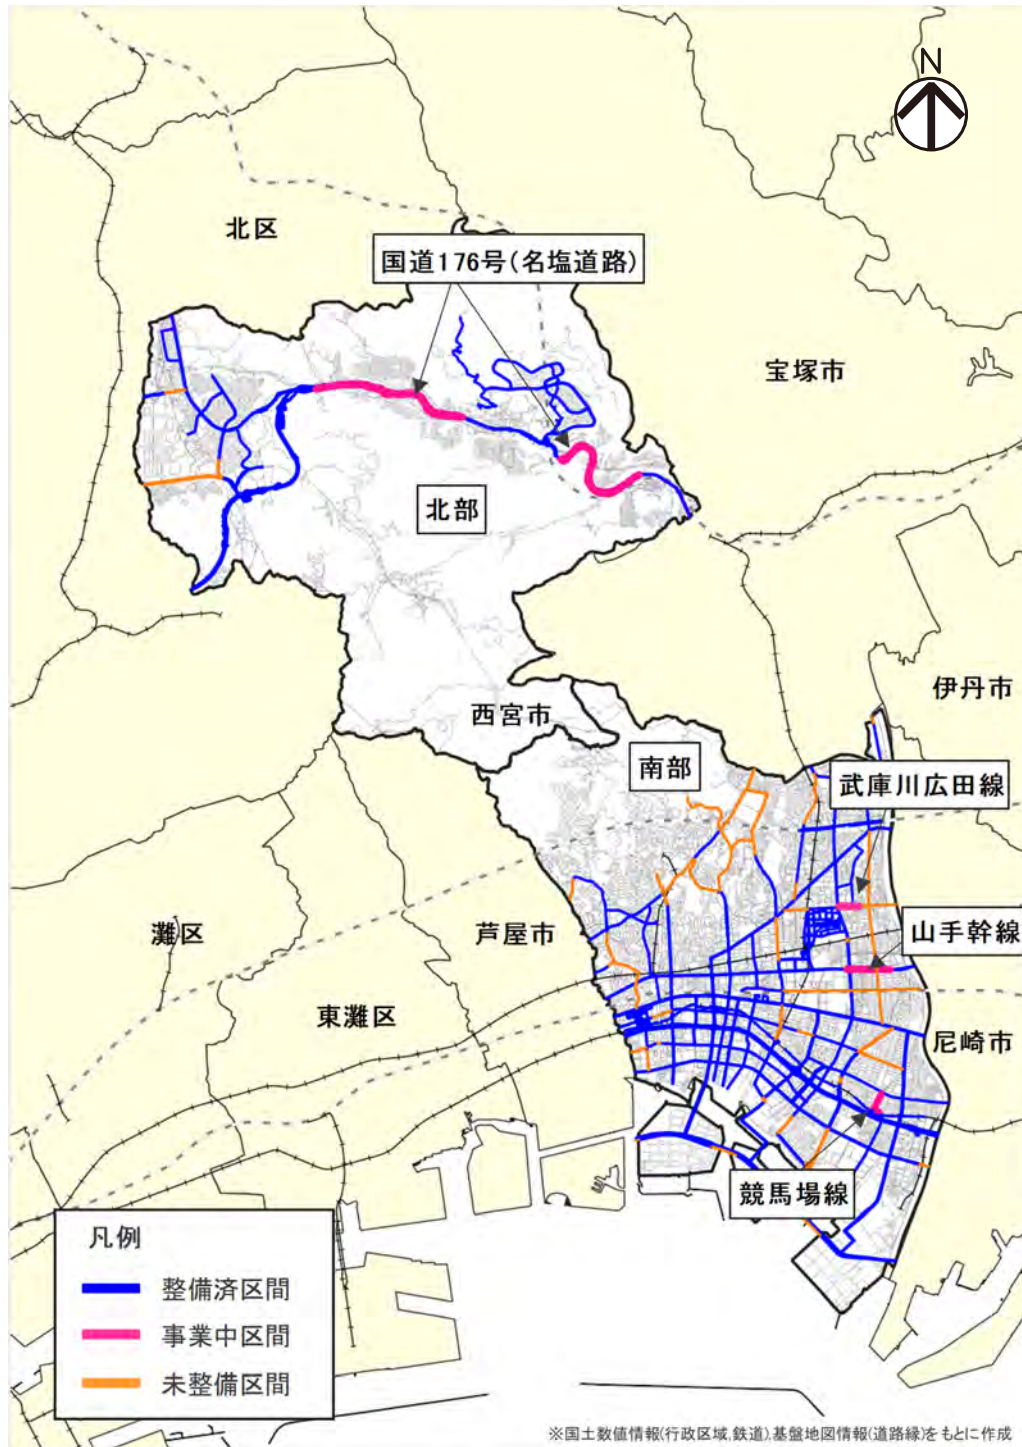 N
北区
国道176号(名塩道路)
宝塚市
北部
伊丹市
西宮市
南部
武庫川広田線
灘区
芦屋市
山手幹線
東灘区
尼崎市
競馬場線
凡例
整備済区間
事業中区間
未整備区間
※国土数値情報(行政区域,鉄道),基盤地図情報(道路縁)をもとに作成